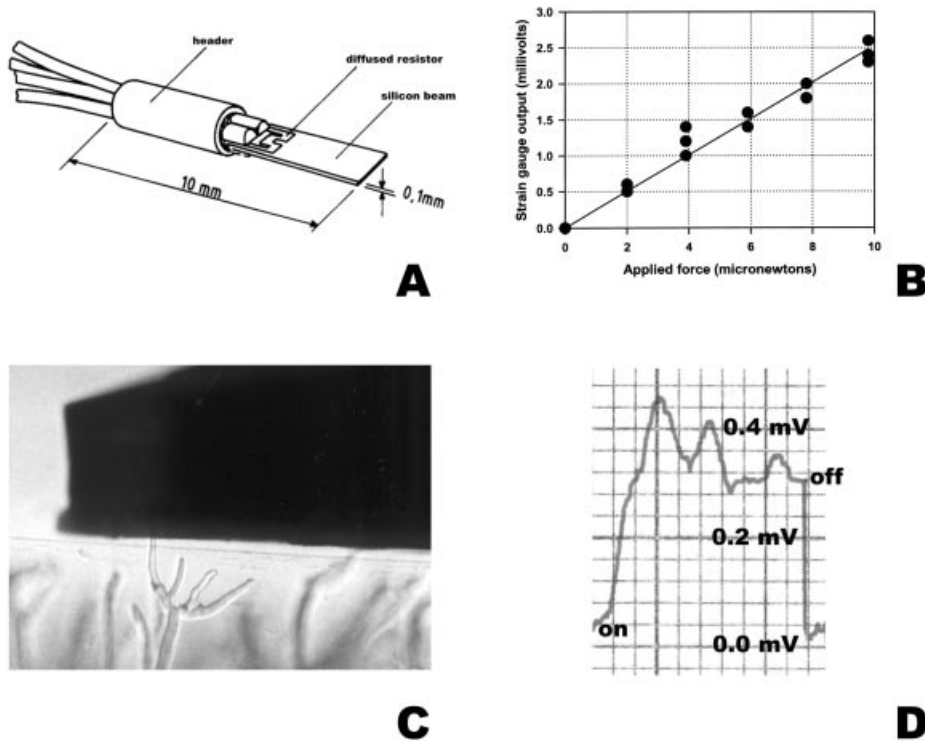 header
diffused resistor
silicon beam
10 mm
0,1mm
A
Strain gauge output (millivolts)
3.0
2.5
2.0
1.5
1.0
0.5
0.0
0 2 4 6 8 10
Applied force (micronewtons)
B
C
0.4 mV
off
0.2 mV
on
0.0 mV
D